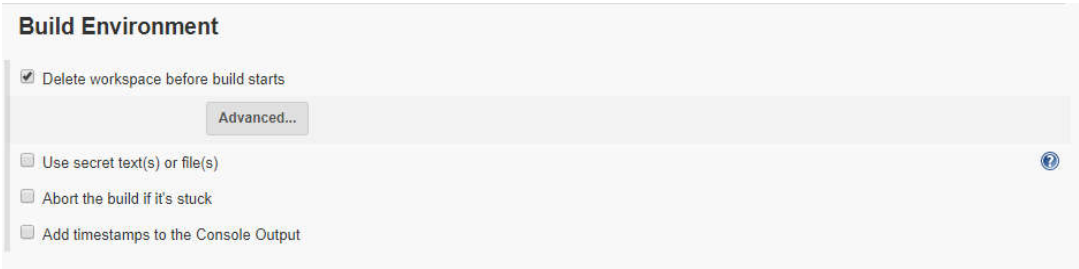 Build Environment
Delete workspace before build starts
Advanced...
Use secret text(s) or file(s)
?
Abort the build if it's stuck
Add timestamps to the Console Output